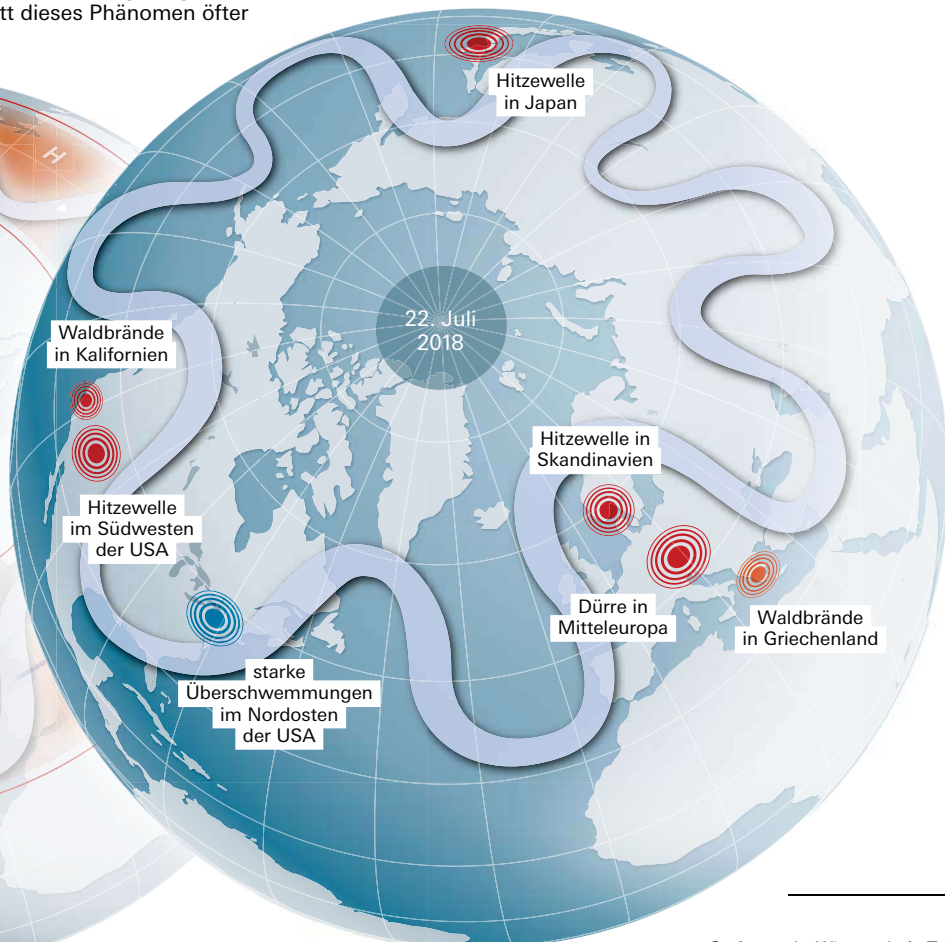 tt dieses Phänomen öfter
Hitzewelle
in Japan
H
22. Juli
2018
Waldbrände
in Kalifornien
Hitzewelle
im Südwesten
der USA
Hitzewelle in
Skandinavien
Dürre in
Mitteleuropa
Waldbrände
in Griechenland
starke
Überschwemmungen
im Nordosten
der USA